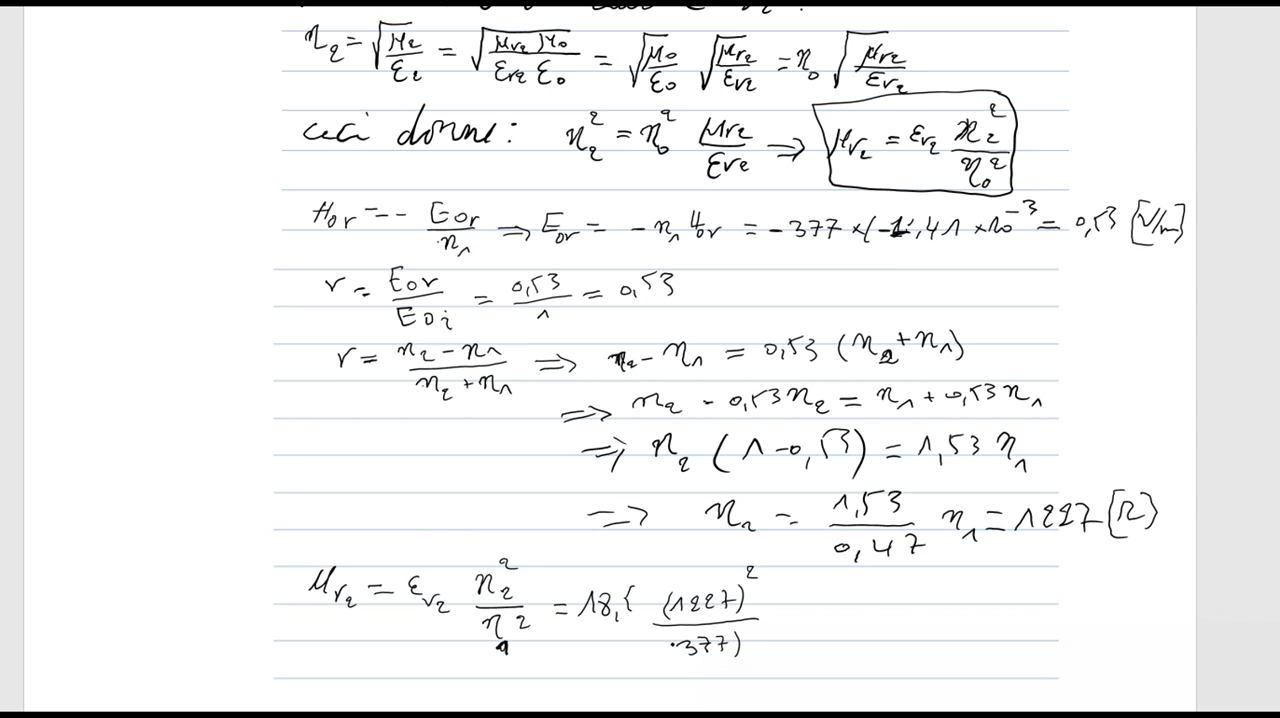 η₂ = √(μ₂/ε₂) = √(μr₂ μ₀ / εr₂ ε₀) = √(μ₀/ε₀) √(μr₂/εr₂) = η₀ √(μr₂/εr₂)
ceci donne : η₂² = η₀² μr₂/εr₂ ⇒ μr₂ = εr₂ η₂²/η₀²
H₀r = - E₀r/η₁ ⇒ E₀r = - η₁ H₀r = - 377 × (-1,41 × 10⁻³ = 0,53 [V/m]
r = E₀r/E₀i = 0,53/1 = 0,53
r = (η₂ - η₁)/(η₂ + η₁) ⇒ η₂ - η₁ = 0,53 (η₂ + η₁)
⇒ η₂ - 0,53 η₂ = η₁ + 0,53 η₁
⇒ η₂ (1 - 0,53) = 1,53 η₁
⇒ η₂ = 1,53/0,47 η₁ = 1227 [Ω]
μr₂ = εr₂ η₂²/η² = 18, (1227)²/377)